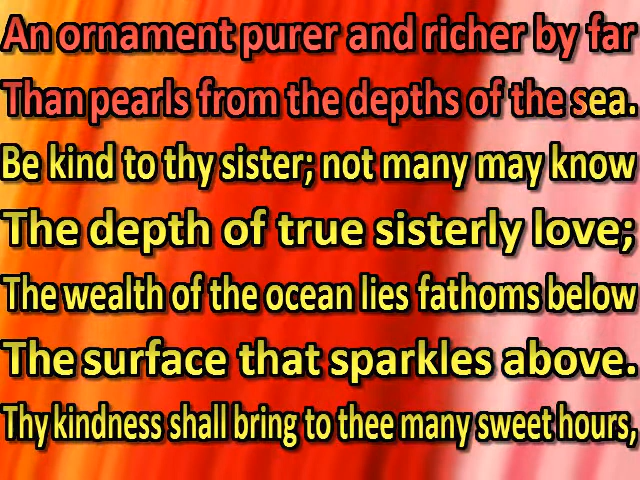 An ornament purer and richer by far
Than pearls from the depths of the sea.
Be kind to thy sister; not many may know
The depth of true sisterly love;
The wealth of the ocean lies fathoms below
The surface that sparkles above.
Thy kindness shall bring to thee many sweet hours,